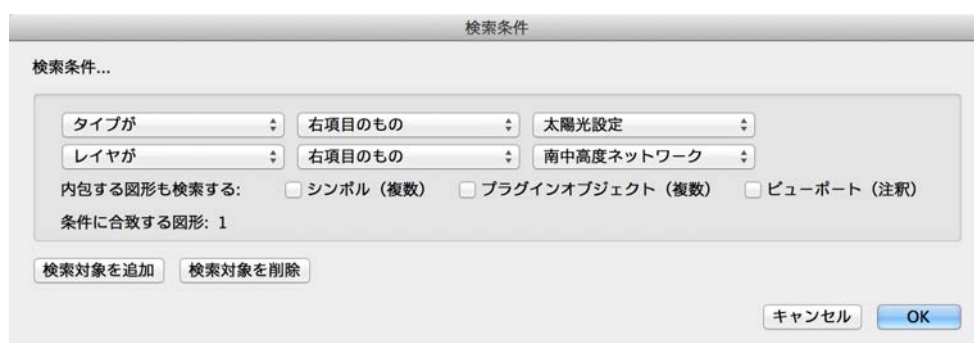 検索条件
検索条件...
タイプが 右項目のもの 太陽光設定
レイヤが 右項目のもの 南中高度ネットワーク
内包する図形も検索する: シンボル（複数） プラグインオブジェクト（複数） ビューポート（注釈）
条件に合致する図形: 1
検索対象を追加 検索対象を削除
キャンセル OK